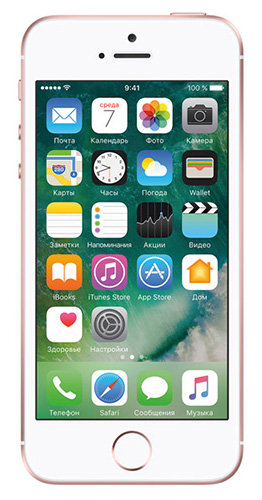 9:41 100 %
среда
7
Почта Календарь Фото Камера
280
Карты Часы Погода Wallet
Заметки Напоминания Акции Видео
iBooks iTunes Store App Store Дом
Здоровье Настройки
Телефон Safari Сообщения Музыка